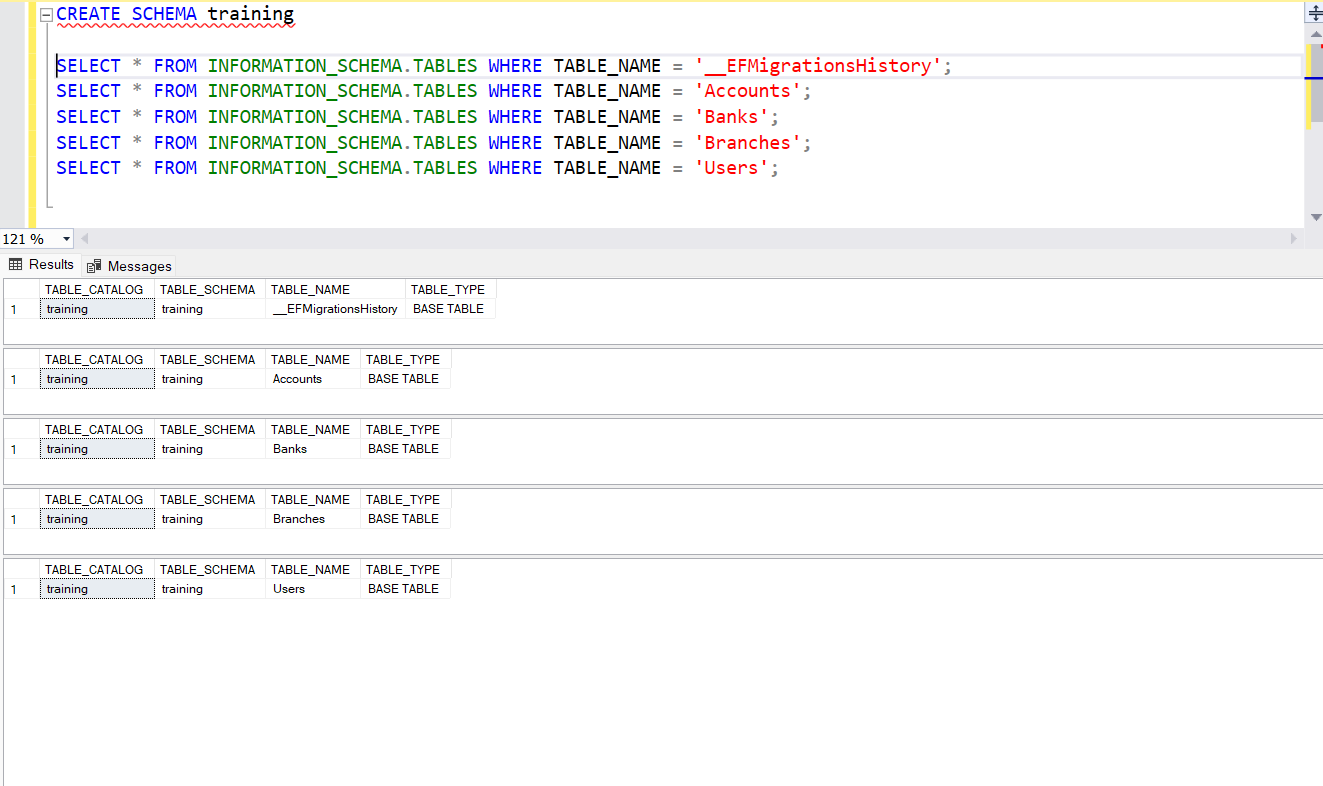 CREATE SCHEMA training
SELECT * FROM INFORMATION_SCHEMA.TABLES WHERE TABLE_NAME = '__EFMigrationsHistory';
SELECT * FROM INFORMATION_SCHEMA.TABLES WHERE TABLE_NAME = 'Accounts';
SELECT * FROM INFORMATION_SCHEMA.TABLES WHERE TABLE_NAME = 'Banks';
SELECT * FROM INFORMATION_SCHEMA.TABLES WHERE TABLE_NAME = 'Branches';
SELECT * FROM INFORMATION_SCHEMA.TABLES WHERE TABLE_NAME = 'Users';
121 %
Results Messages
TABLE_CATALOG TABLE_SCHEMA TABLE_NAME TABLE_TYPE
1 training training __EFMigrationsHistory BASE TABLE
TABLE_CATALOG TABLE_SCHEMA TABLE_NAME TABLE_TYPE
1 training training Accounts BASE TABLE
TABLE_CATALOG TABLE_SCHEMA TABLE_NAME TABLE_TYPE
1 training training Banks BASE TABLE
TABLE_CATALOG TABLE_SCHEMA TABLE_NAME TABLE_TYPE
1 training training Branches BASE TABLE
TABLE_CATALOG TABLE_SCHEMA TABLE_NAME TABLE_TYPE
1 training training Users BASE TABLE